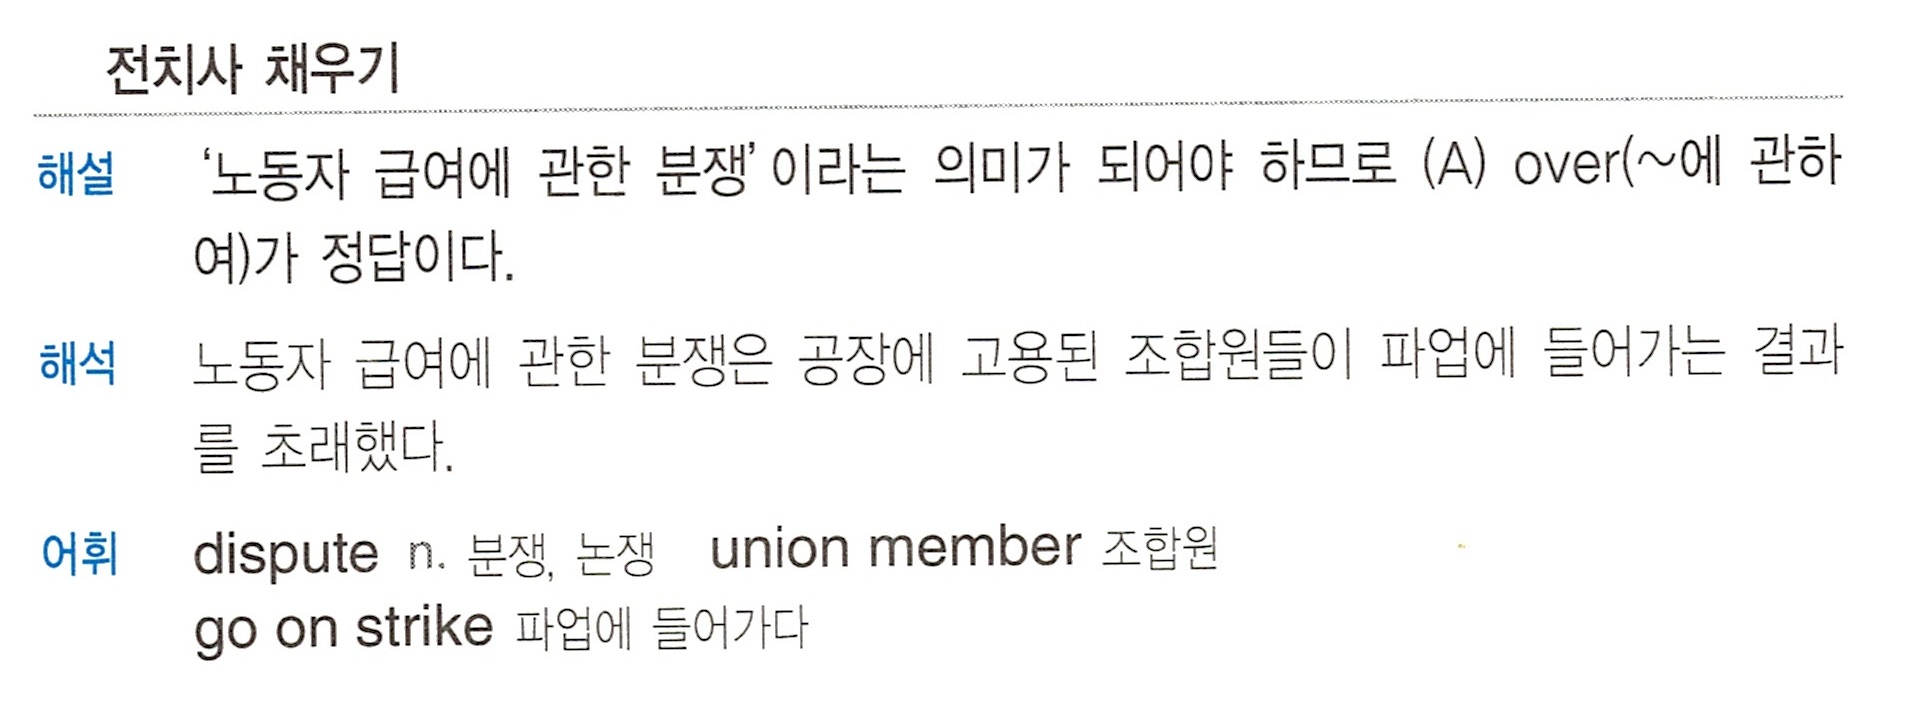 전치사 채우기
해설 '노동자 급여에 관한 분쟁'이라는 의미가 되어야 하므로 (A) over(~에 관하
여)가 정답이다.
해석 노동자 급여에 관한 분쟁은 공장에 고용된 조합원들이 파업에 들어가는 결과
를 초래했다.
어휘 dispute n. 분쟁, 논쟁 union member 조합원
go on strike 파업에 들어가다